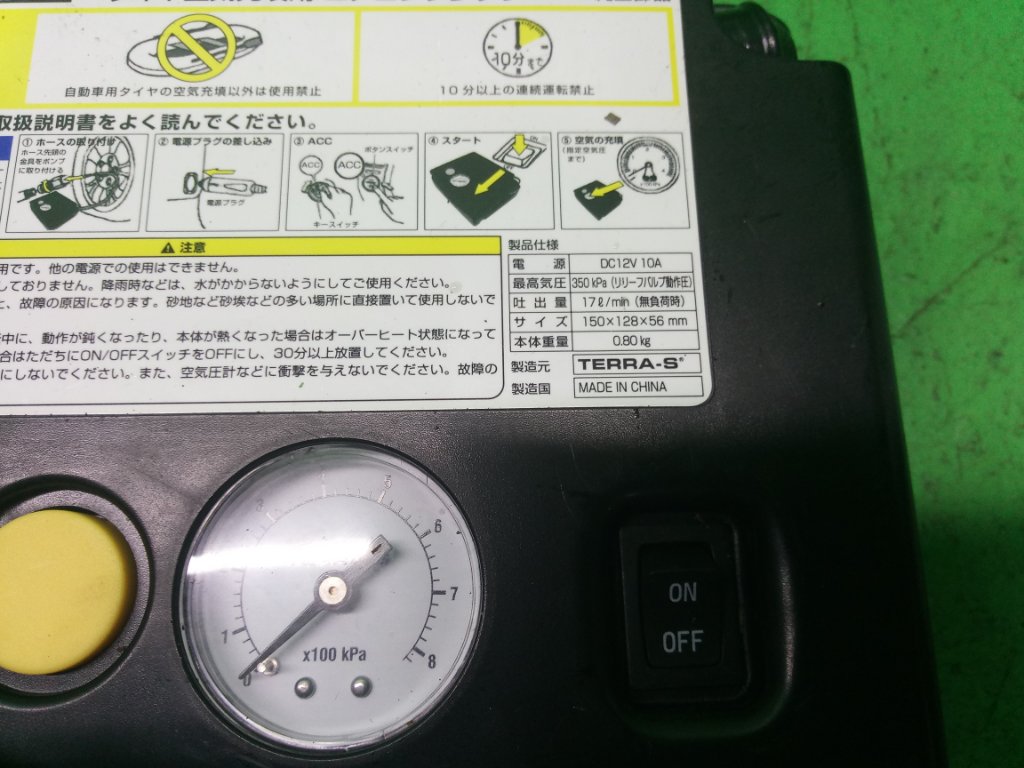 自動車用タイヤの空気充填以外は使用禁止
10分まで
10分以上の連続運転禁止
取扱説明書をよく読んでください。
① ホースの取り付け
ホース先頭の
金具をポンプ
に取り付ける
② 電源プラグの差し込み
電源プラグ
③ ACC
ボタンスイッチ
ACC
ACC
キースイッチ
④ スタート
ON
⑤ 空気の充填
(指定空気圧
まで)
注意
用です。他の電源での使用はできません。
しておりません。降雨時などは、水がかからないようにしてご使用ください。
と、故障の原因になります。砂地など砂埃などの多い場所に直接置いて使用しないで
中に、動作が鈍くなったり、本体が熱くなった場合はオーバーヒート状態になって
合はただちにON/OFFスイッチをOFFにし、30分以上放置してください。
にしないでください。また、空気圧計などに衝撃を与えないでください。故障の
製品仕様
電源 DC12V 10A
最高気圧 350 kPa (リリーフバルブ動作圧)
吐出量 17ℓ/min (無負荷時)
サイズ 150×128×56 mm
本体重量 0.80 kg
製造元 TERRA-S®
製造国 MADE IN CHINA
5
6
7
8
1
0
x100 kPa
ON
OFF